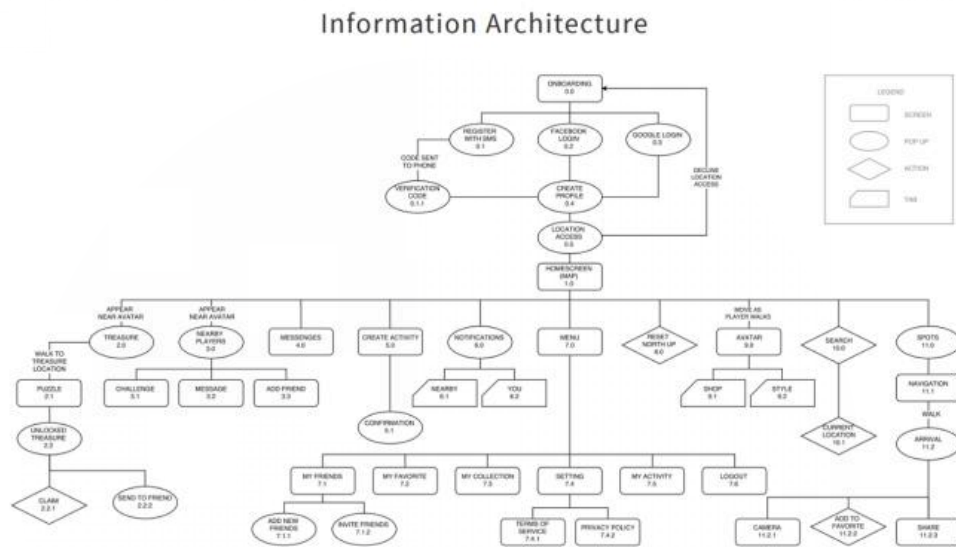 Information Architecture
ONBOARDING
0.0
LEGEND
SCREEN
POP UP
ACTION
TAB
REGISTER
WITH SMS
0.1
FACEBOOK
LOGIN
0.2
GOOGLE LOGIN
0.3
CODE SENT
TO PHONE
DECLINE
LOCATION
ACCESS
VERIFICATION
CODE
0.1.1
CREATE
PROFILE
0.4
LOCATION
ACCESS
0.5
HOMESCREEN
(MAP)
1.0
APPEAR
NEAR AVATAR
APPEAR
NEAR AVATAR
MOVE AS
PLAYER WALKS
TREASURE
2.0
NEARBY
PLAYERS
3.0
MESSENGES
4.0
CREATE ACTIVITY
5.0
NOTIFICATIONS
6.0
MENU
7.0
RESET
NORTH UP
8.0
AVATAR
9.0
SEARCH
10.0
SPOTS
11.0
WALK TO
TREASURE
LOCATION
PUZZLE
2.1
CHALLENGE
3.1
MESSAGE
3.2
ADD FRIEND
3.3
NEARBY
6.1
YOU
6.2
SHOP
9.1
STYLE
9.2
NAVIGATION
11.1
WALK
UNLOCKED
TREASURE
2.2
CONFIRMATION
5.1
CURRENT
LOCATION
10.1
ARRIVAL
11.2
MY FRIENDS
7.1
MY FAVORITE
7.2
MY COLLECTION
7.3
SETTING
7.4
MY ACTIVITY
7.5
LOGOUT
7.6
CLAIM
2.2.1
SEND TO FRIEND
2.2.2
ADD NEW
FRIENDS
7.1.1
INVITE FRIENDS
7.1.2
TERMS OF
SERVICE
7.4.1
PRIVACY POLICY
7.4.2
CAMERA
11.2.1
ADD TO
FAVORITE
11.2.2
SHARE
11.2.3